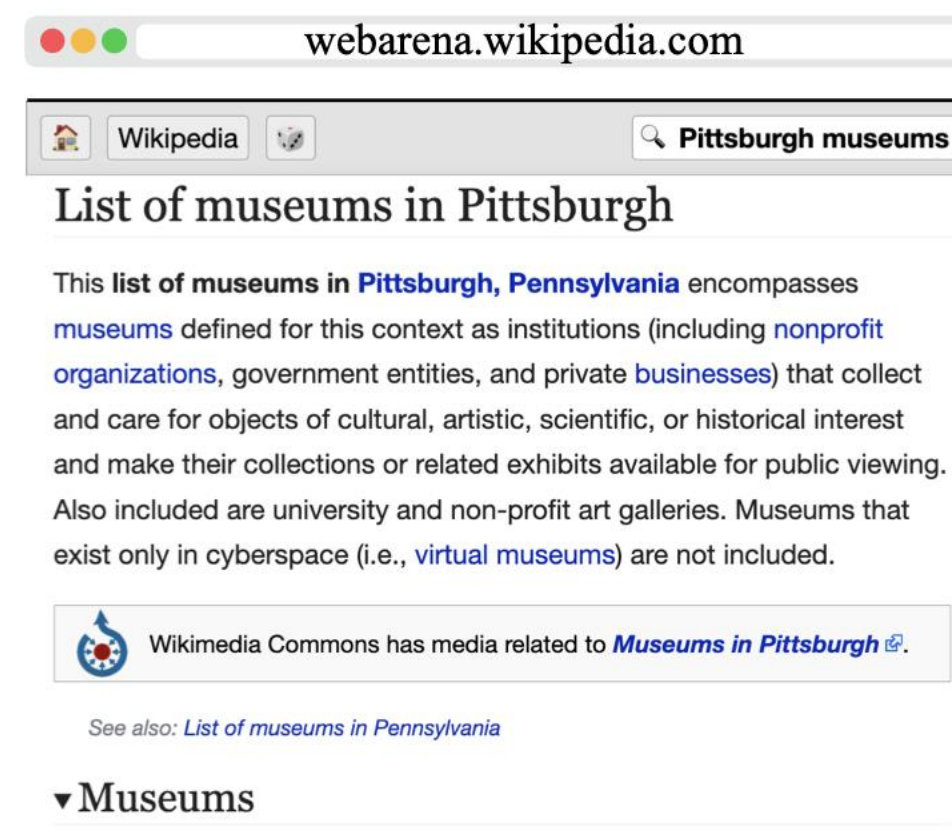 webarena.wikipedia.com
Wikipedia
Pittsburgh museums
List of museums in Pittsburgh
This list of museums in Pittsburgh, Pennsylvania encompasses
museums defined for this context as institutions (including nonprofit
organizations, government entities, and private businesses) that collect
and care for objects of cultural, artistic, scientific, or historical interest
and make their collections or related exhibits available for public viewing.
Also included are university and non-profit art galleries. Museums that
exist only in cyberspace (i.e., virtual museums) are not included.
Wikimedia Commons has media related to Museums in Pittsburgh.
See also: List of museums in Pennsylvania
Museums